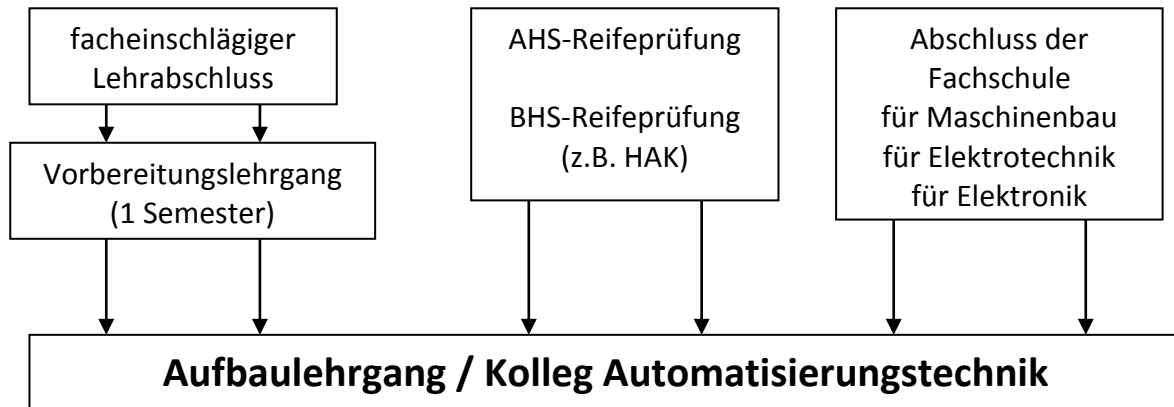 facheinschlägiger
Lehrabschluss
Vorbereitungslehrgang
(1 Semester)
AHS-Reifeprüfung
BHS-Reifeprüfung
(z.B. HAK)
Abschluss der
Fachschule
für Maschinenbau
für Elektrotechnik
für Elektronik
Aufbaulehrgang / Kolleg Automatisierungstechnik